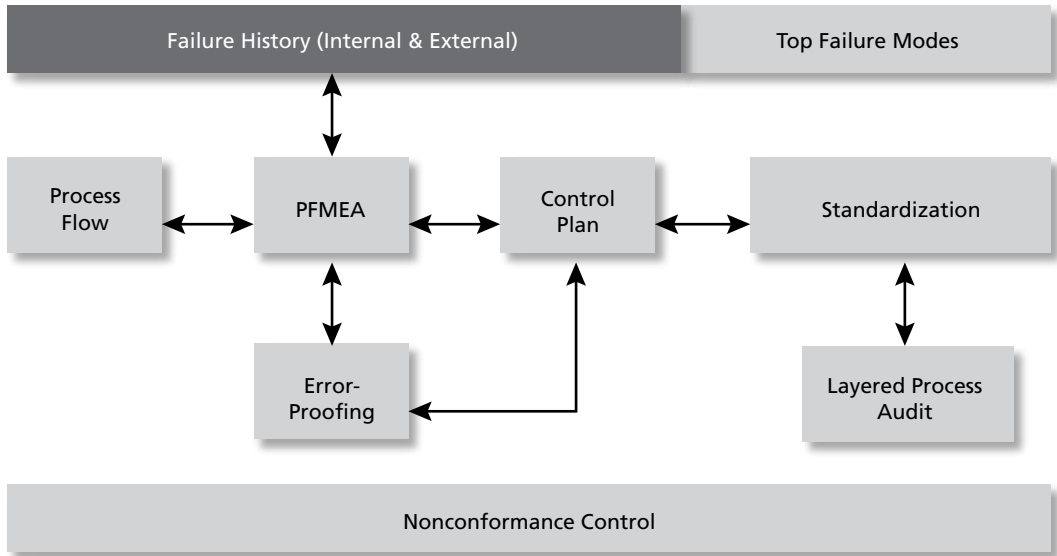 Failure History (Internal & External)
Top Failure Modes
Process
Flow
PFMEA
Control
Plan
Standardization
Error-
Proofing
Layered Process
Audit
Nonconformance Control